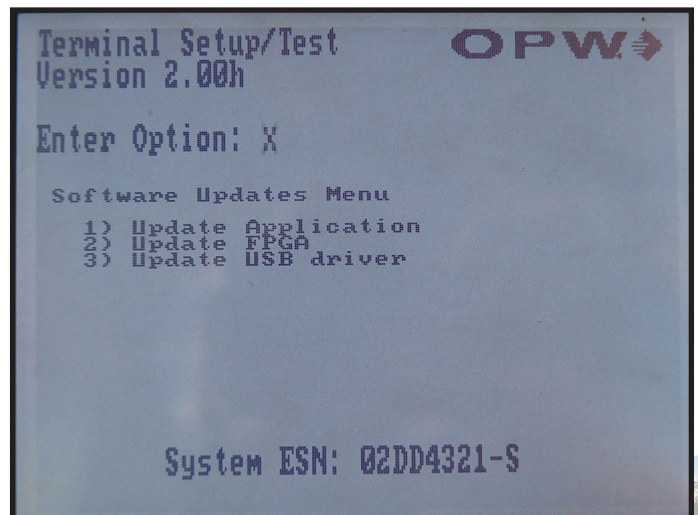 Terminal Setup/Test
OPW
Version 2.00h
Enter Option: X
Software Updates Menu
1) Update Application
2) Update FPGA
3) Update USB driver
System ESN: 02DD4321-S